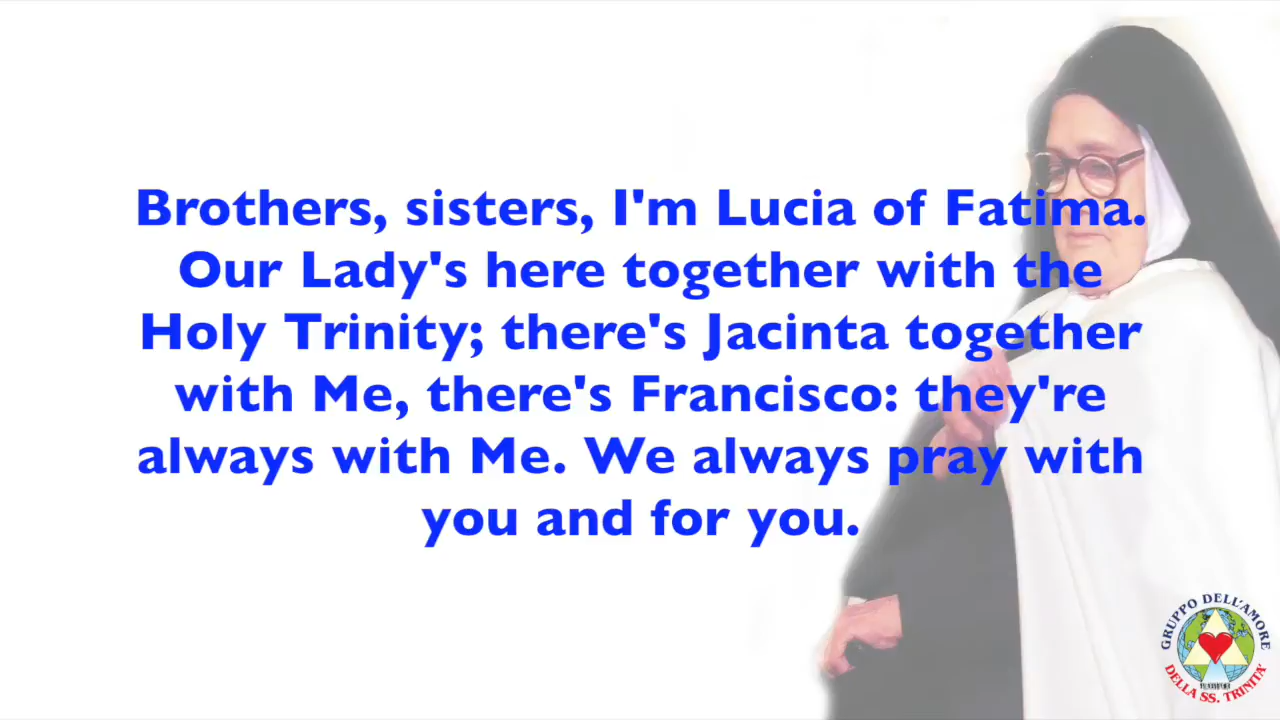 Brothers, sisters, I'm Lucia of Fatima.
Our Lady's here together with the
Holy Trinity; there's Jacinta together
with Me, there's Francisco: they're
always with Me. We always pray with
you and for you.
GRUPPO DELL'AMORE
DELLA SS. TRINITA'